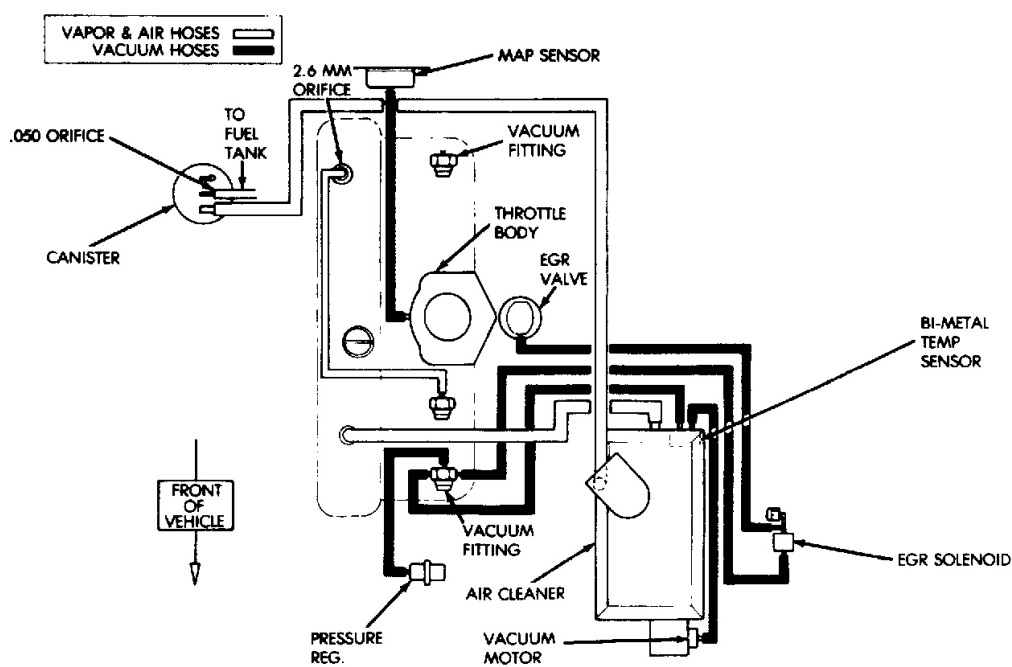 VAPOR & AIR HOSES
VACUUM HOSES
MAP SENSOR
2.6 MM
ORIFICE
TO
FUEL
TANK
.050 ORIFICE
VACUUM
FITTING
CANISTER
THROTTLE
BODY
EGR
VALVE
BI-METAL
TEMP
SENSOR
FRONT
OF
VEHICLE
VACUUM
FITTING
EGR SOLENOID
AIR CLEANER
PRESSURE
REG.
VACUUM
MOTOR